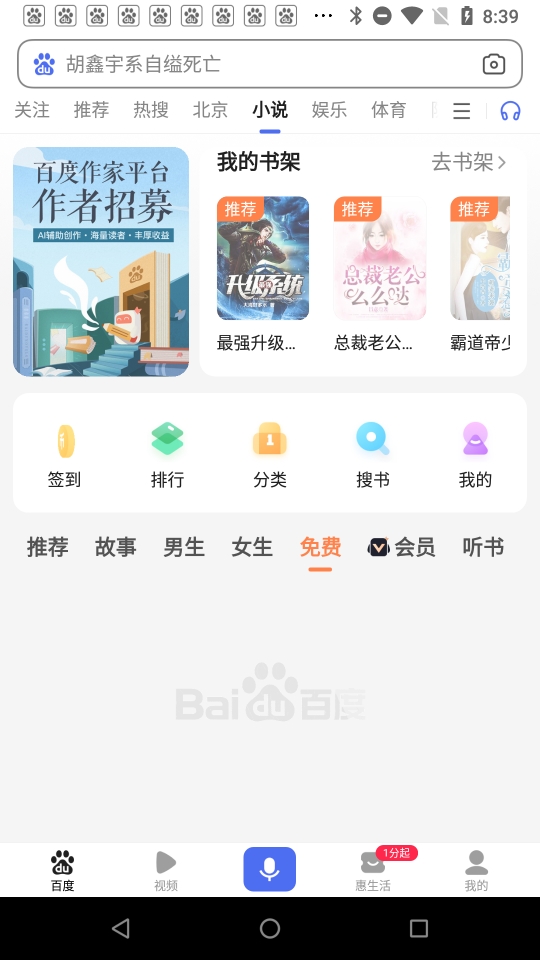 8:39
胡鑫宇系自缢死亡
关注 推荐 热搜 北京 小说 娱乐 体育
百度作家平台
作者招募
AI辅助创作·海量读者·丰厚收益
我的书架 去书架
推荐 推荐 推荐
升级系统
总裁老公
么么哒
最强升级... 总裁老公... 霸道帝少
签到 排行 分类 搜书 我的
推荐 故事 男生 女生 免费 会员 听书
Bai du 百度
1分起
百度 视频 惠生活 我的